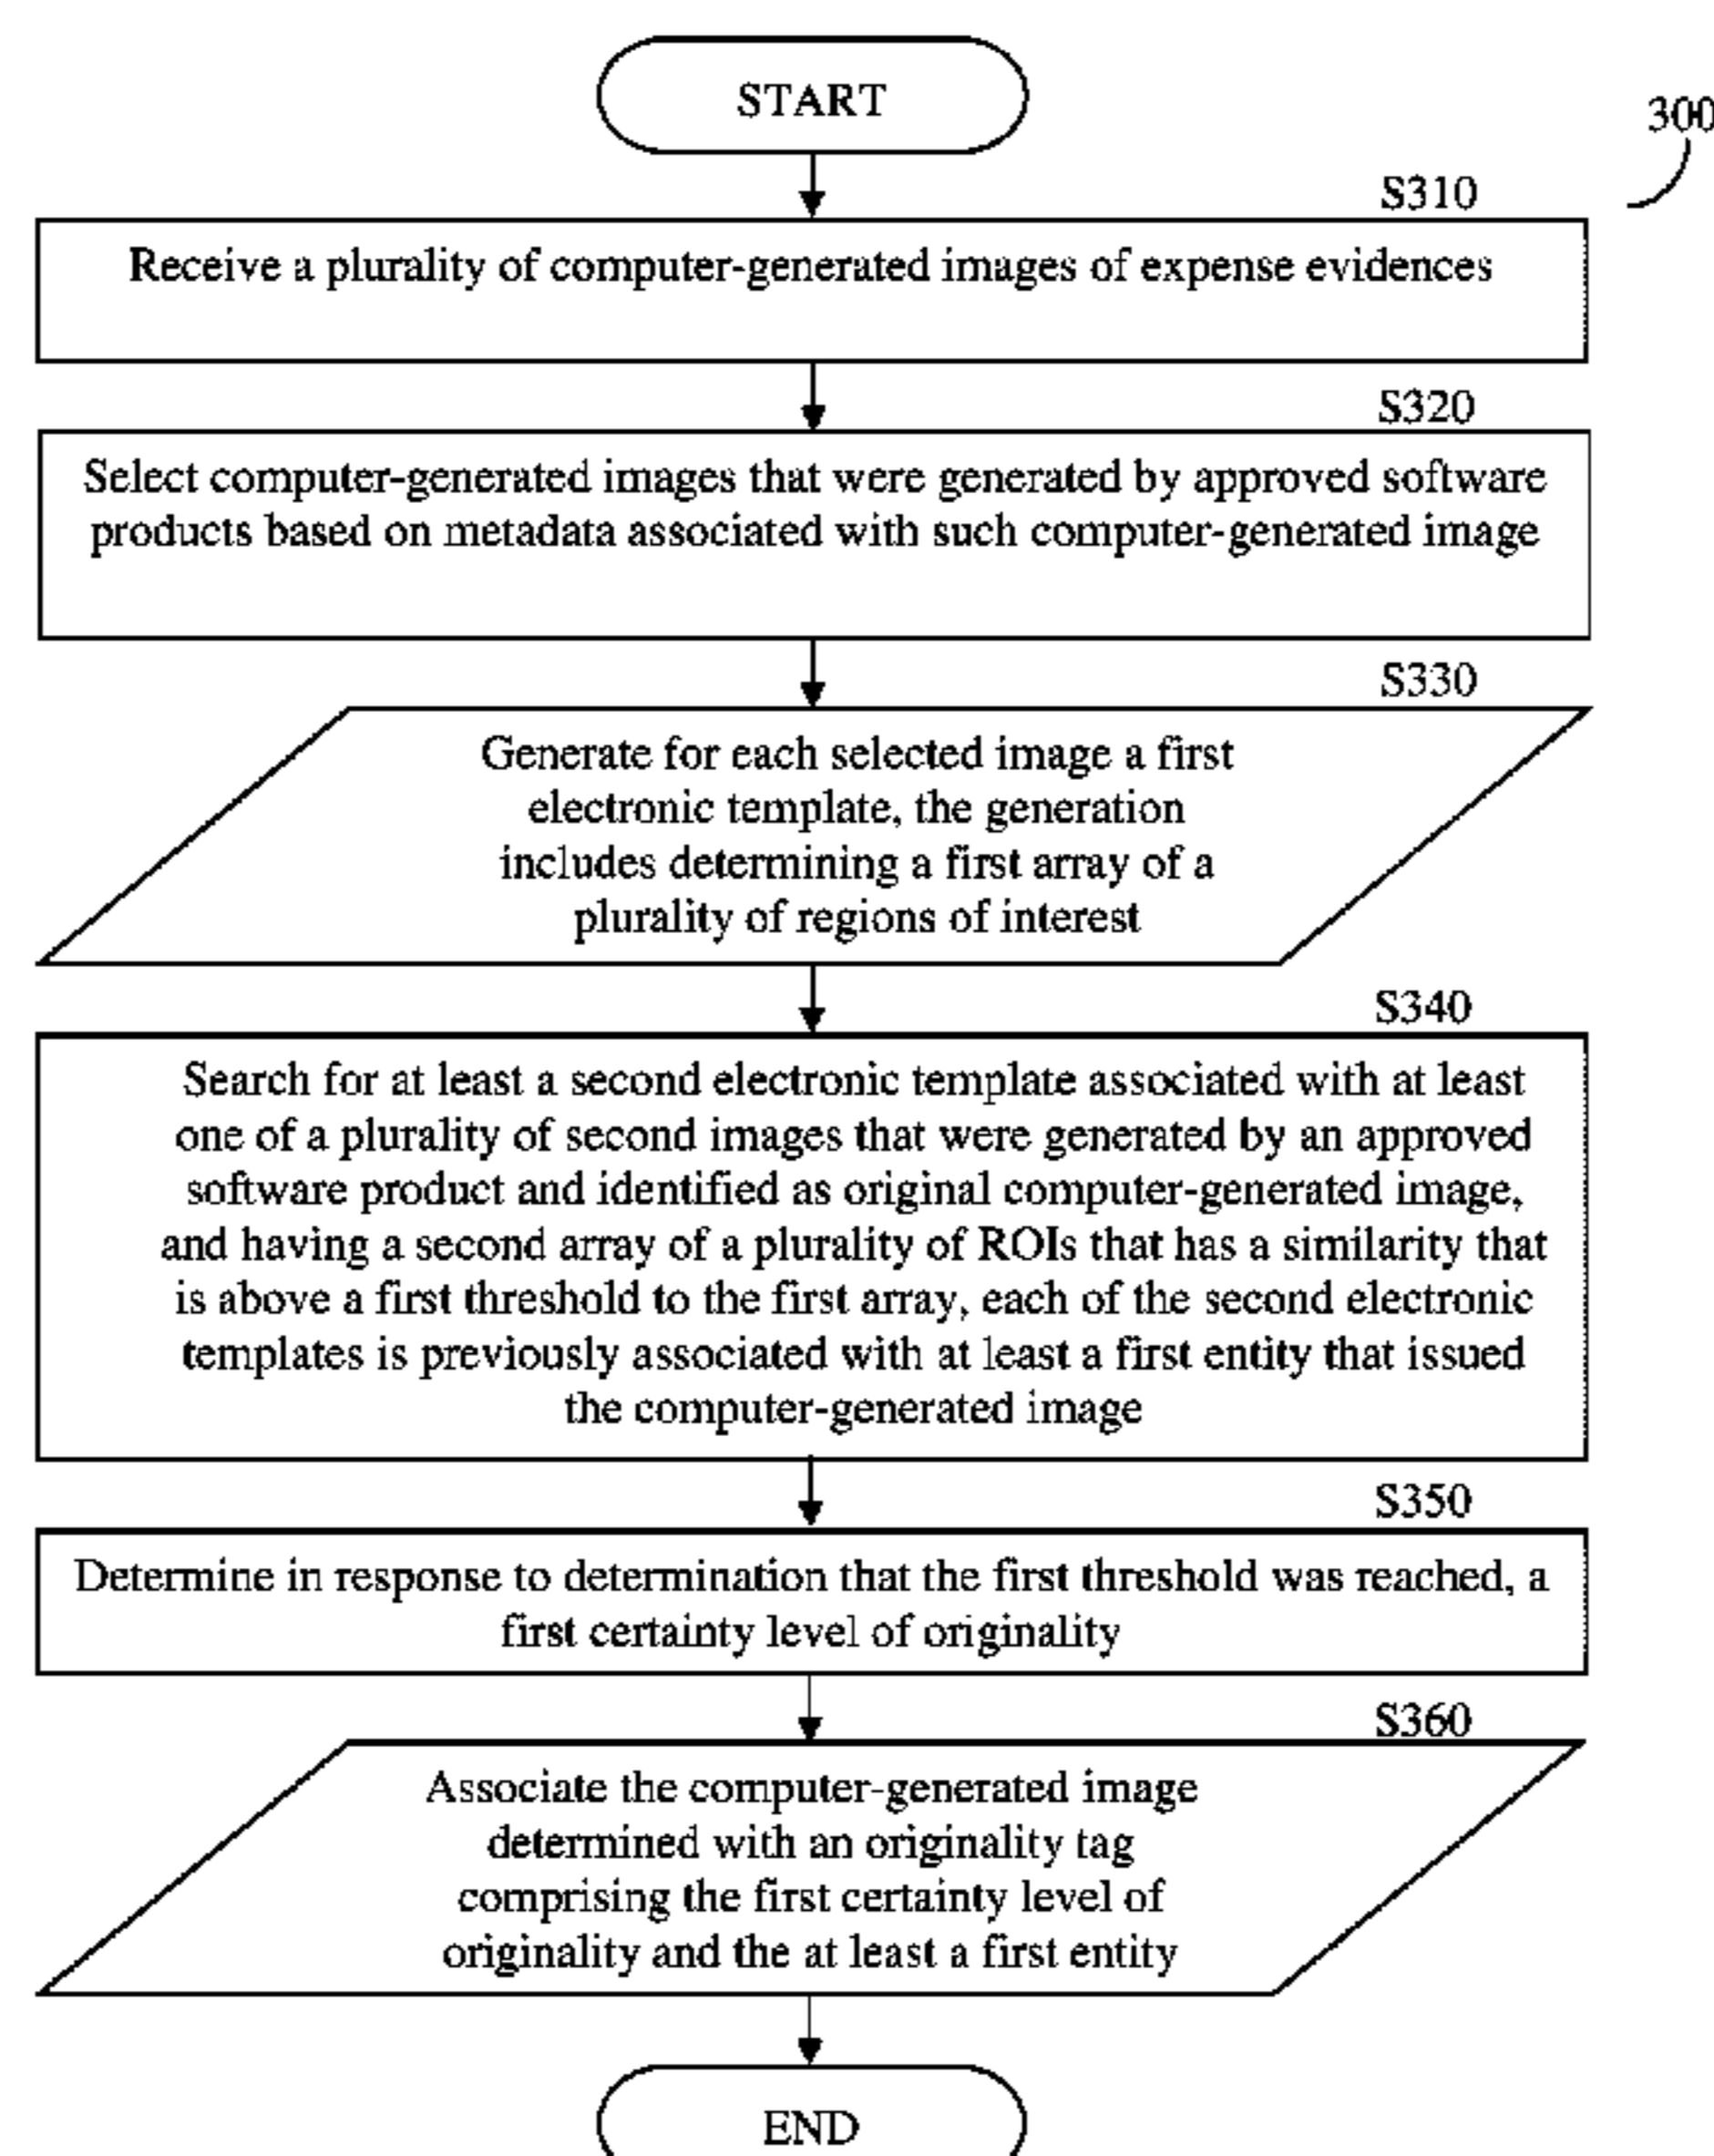 START
300
S310
Receive a plurality of computer-generated images of expense evidences
S320
Select computer-generated images that were generated by approved software
products based on metadata associated with such computer-generated image
S330
Generate for each selected image a first
electronic template, the generation
includes determining a first array of a
plurality of regions of interest
S340
Search for at least a second electronic template associated with at least
one of a plurality of second images that were generated by an approved
software product and identified as original computer-generated image,
and having a second array of a plurality of ROIs that has a similarity that
is above a first threshold to the first array, each of the second electronic
templates is previously associated with at least a first entity that issued
the computer-generated image
S350
Determine in response to determination that the first threshold was reached, a
first certainty level of originality
S360
Associate the computer-generated image
determined with an originality tag
comprising the first certainty level of
originality and the at least a first entity
END